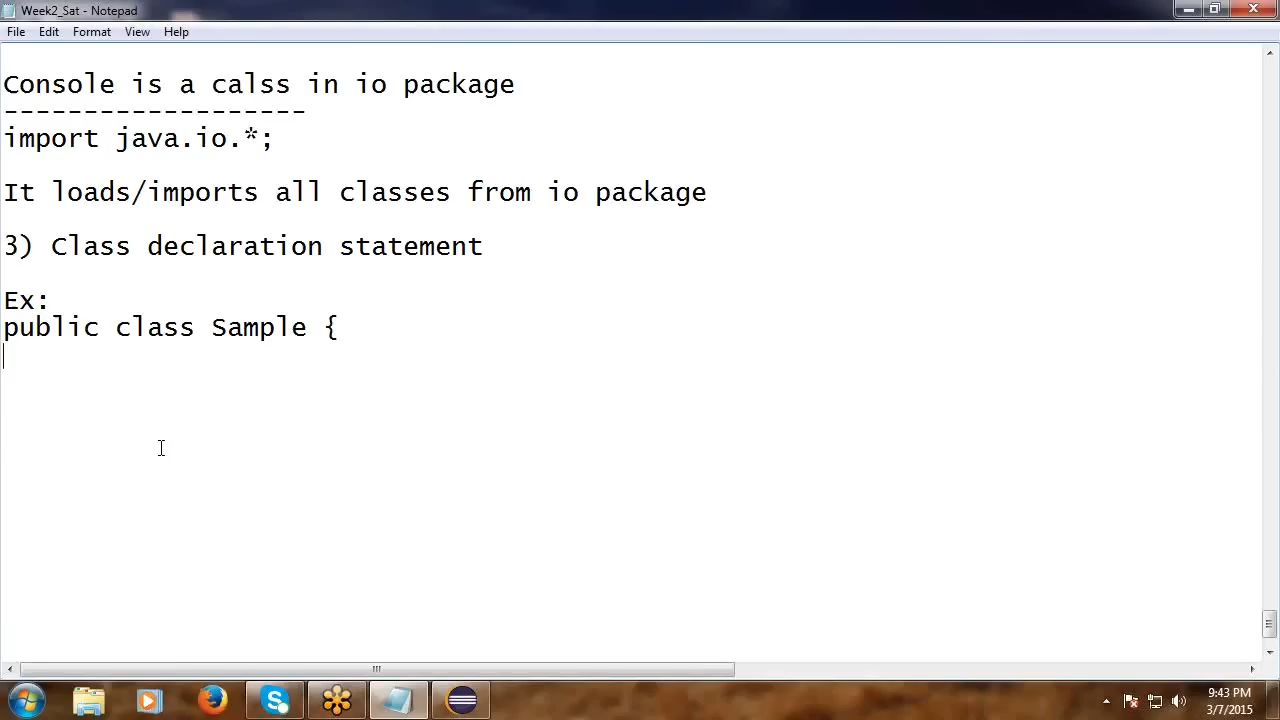 Week2_Sat - Notepad
File Edit Format View Help
Console is a calss in io package
-------------------
import java.io.*;
It loads/imports all classes from io package
3) Class declaration statement
Ex:
public class Sample {
9:43 PM
3/7/2015